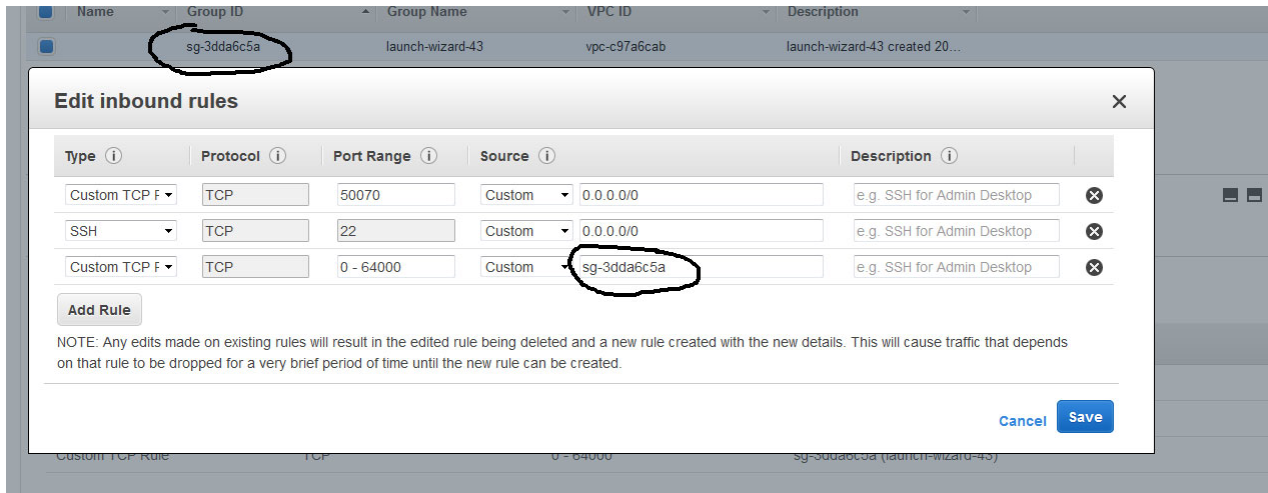 Name Group ID Group Name VPC ID Description
sg-3dda6c5a launch-wizard-43 vpc-c97a6cab launch-wizard-43 created 20...
Edit inbound rules
Type Protocol Port Range Source Description
Custom TCP F TCP 50070 Custom 0.0.0.0/0 e.g. SSH for Admin Desktop
SSH TCP 22 Custom 0.0.0.0/0 e.g. SSH for Admin Desktop
Custom TCP F TCP 0 - 64000 Custom sg-3dda6c5a e.g. SSH for Admin Desktop
Add Rule
NOTE: Any edits made on existing rules will result in the edited rule being deleted and a new rule created with the new details. This will cause traffic that depends
on that rule to be dropped for a very brief period of time until the new rule can be created.
Cancel Save
Custom TCP Rule TCP 0 - 64000 sg-3dda6c5a (launch-wizard-43)